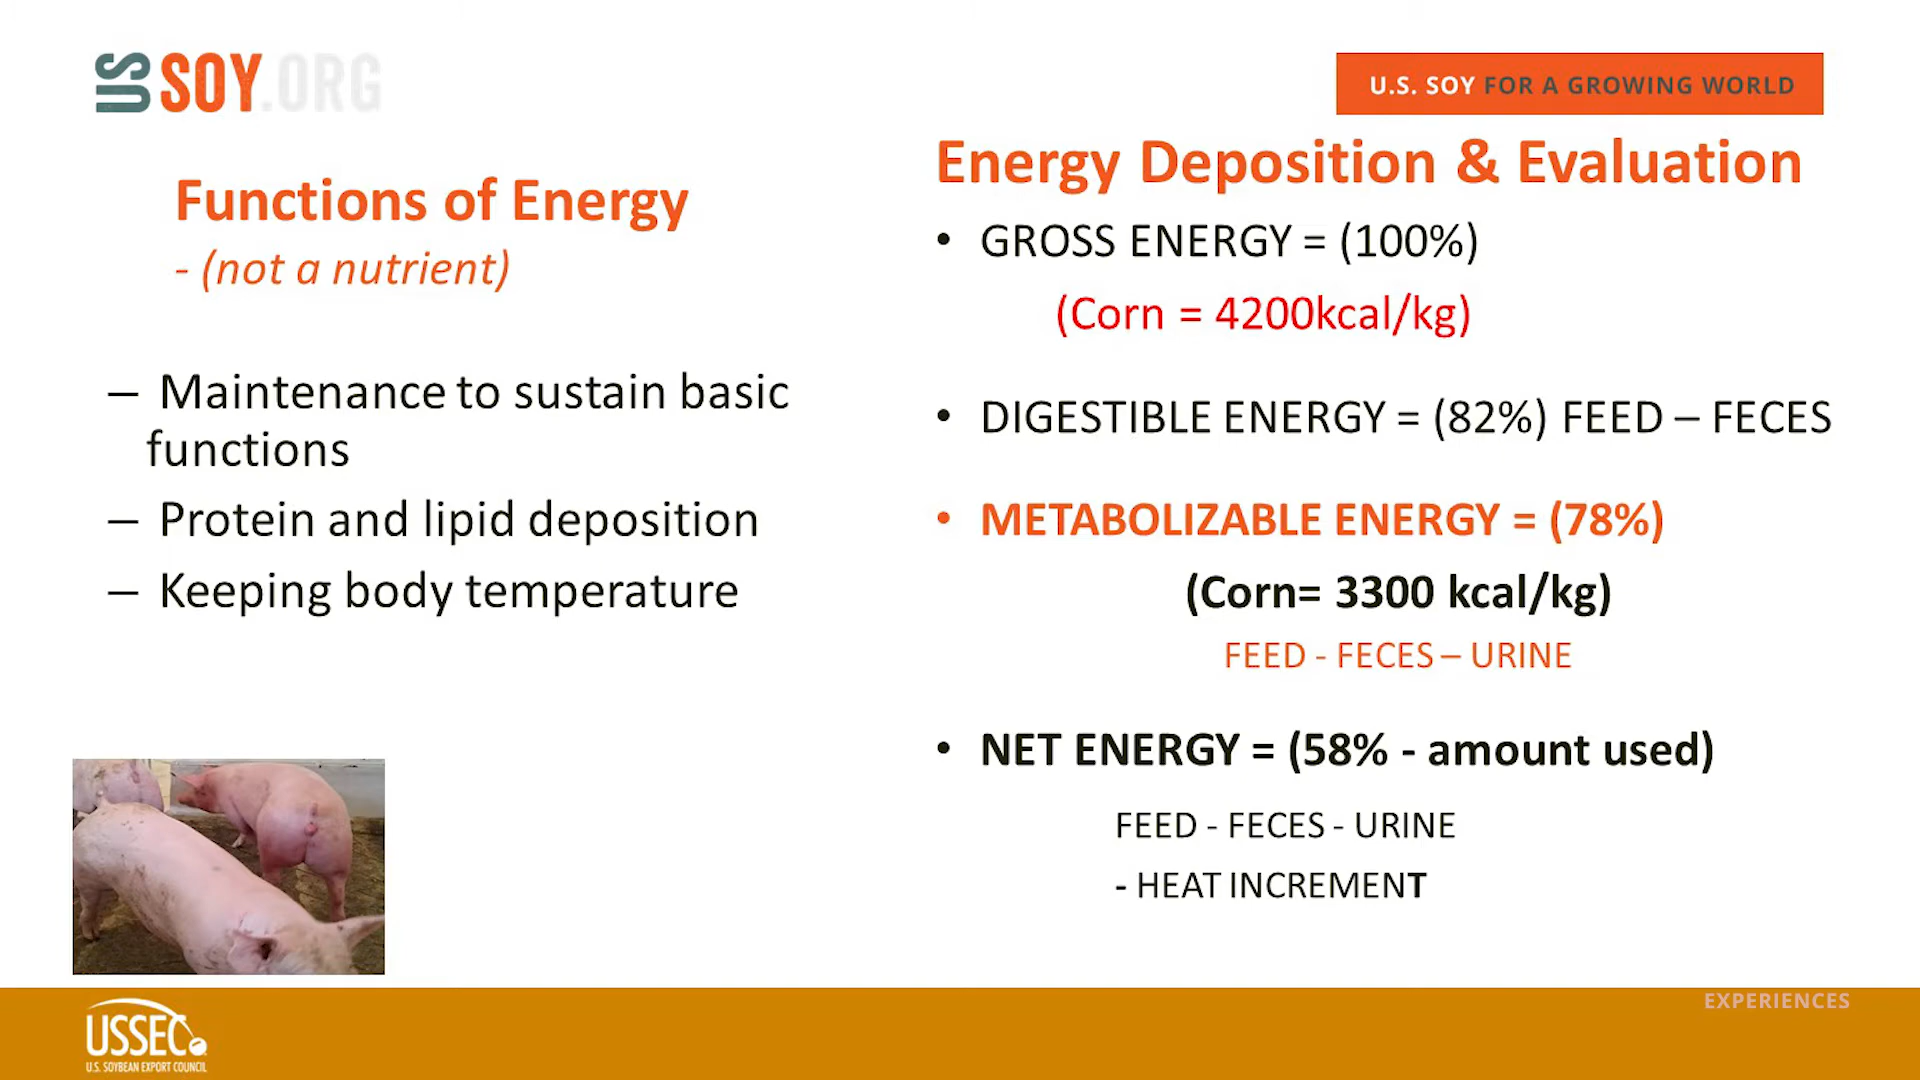 US SOY.ORG
U.S. SOY FOR A GROWING WORLD
Functions of Energy
- (not a nutrient)
– Maintenance to sustain basic
functions
– Protein and lipid deposition
– Keeping body temperature
Energy Deposition & Evaluation
• GROSS ENERGY = (100%)
(Corn = 4200kcal/kg)
• DIGESTIBLE ENERGY = (82%) FEED – FECES
• METABOLIZABLE ENERGY = (78%)
(Corn= 3300 kcal/kg)
FEED - FECES – URINE
• NET ENERGY = (58% - amount used)
FEED - FECES - URINE
- HEAT INCREMENT
EXPERIENCES
USSEC
U.S. SOYBEAN EXPORT COUNCIL